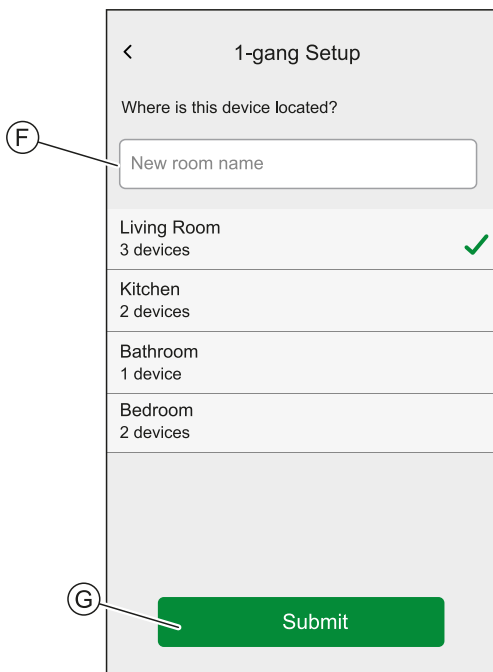 1-gang Setup
Where is this device located?
F
New room name
Living Room
3 devices
Kitchen
2 devices
Bathroom
1 device
Bedroom
2 devices
G
Submit